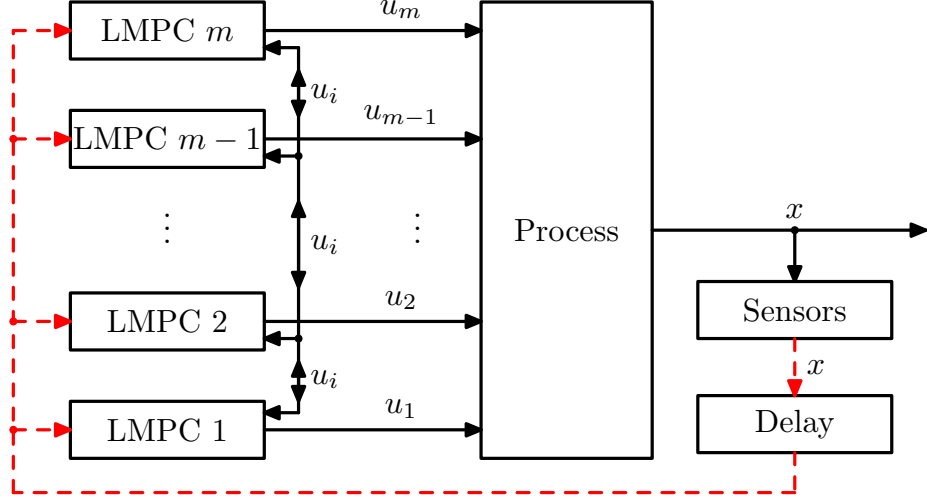 LMPC m
u_m
u_i
LMPC m − 1
u_{m−1}
⋮
⋮
u_i
Process
x
Sensors
x
LMPC 2
u_2
u_i
LMPC 1
u_1
Delay